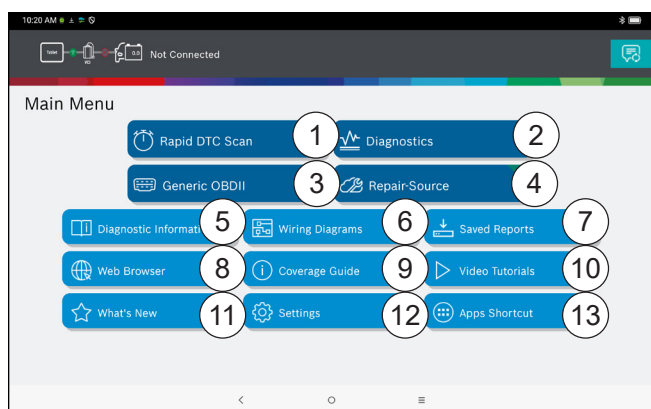 10:20 AM
Tablet VCI 0.0 Not Connected
Main Menu
Rapid DTC Scan 1 Diagnostics 2
Generic OBDII 3 Repair-Source 4
Diagnostic Informati 5 Wiring Diagrams 6 Saved Reports 7
Web Browser 8 Coverage Guide 9 Video Tutorials 10
What's New 11 Settings 12 Apps Shortcut 13